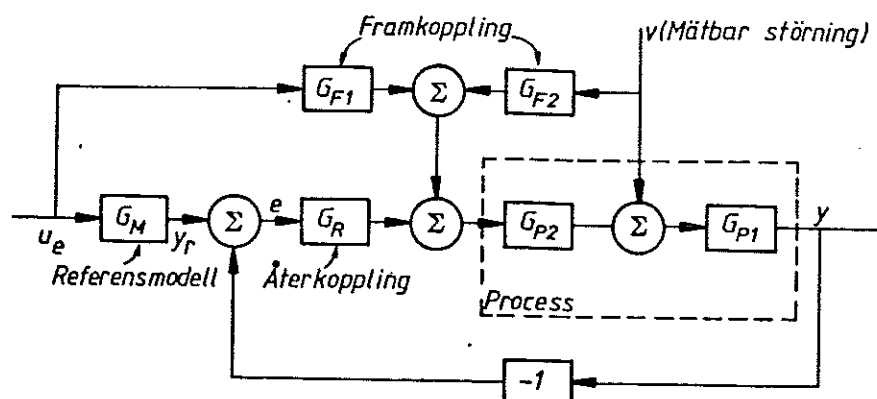 Framkoppling
v(Mätbar störning)
G_F1
Σ
G_F2
u_e
G_M
y_r
Σ
e
G_R
Σ
G_P2
Σ
G_P1
y
Referensmodell
Återkoppling
Process
-1